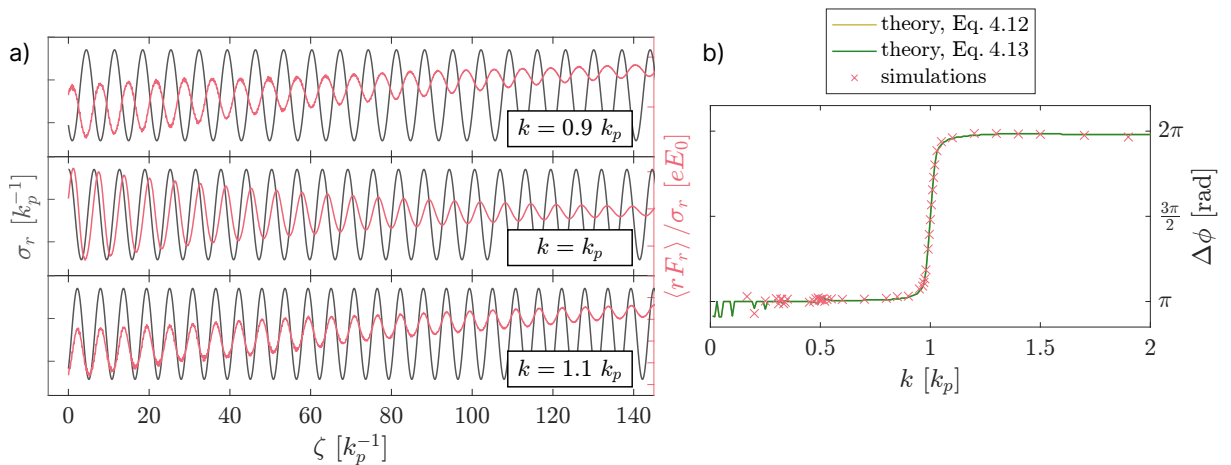 a)
σ_r [k_p^{-1}]
k = 0.9 k_p
k = k_p
k = 1.1 k_p
0 20 40 60 80 100 120 140
ζ [k_p^{-1}]
⟨rF_r⟩/σ_r [eE_0]
b)
theory, Eq. 4.12
theory, Eq. 4.13
simulations
2π
3π/2
π
Δϕ [rad]
0 0.5 1 1.5 2
k [k_p]